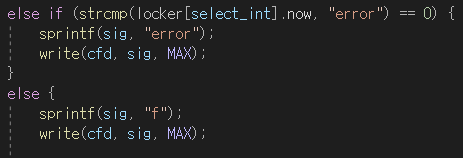 else if (strcmp(locker[select_int].now, "error") == 0) {
sprintf(sig, "error");
write(cfd, sig, MAX);
}
else {
sprintf(sig, "f");
write(cfd, sig, MAX);